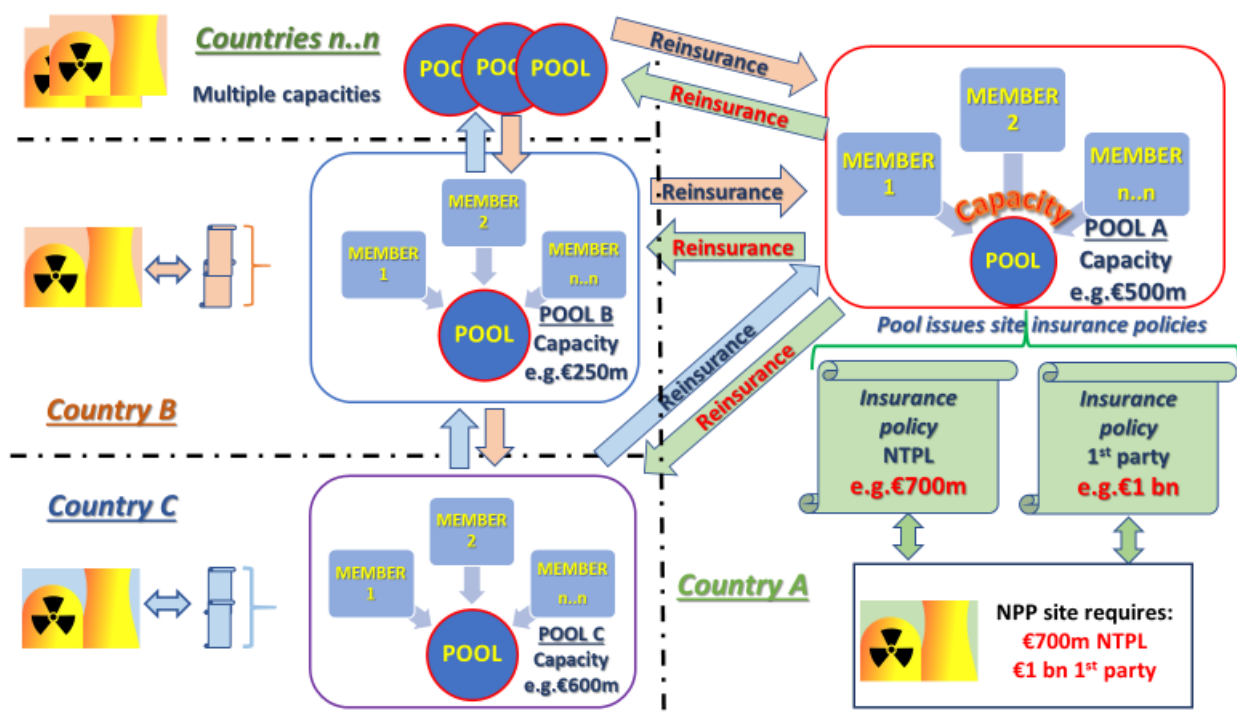 Countries n..n
Multiple capacities
POOL
POOL
POOL
Reinsurance
Reinsurance
MEMBER
2
MEMBER
1
MEMBER
n..n
Capacity
POOL
POOL A
Capacity
e.g.€500m
MEMBER
2
MEMBER
1
MEMBER
n..n
POOL
POOL B
Capacity
e.g.€250m
Reinsurance
Reinsurance
Reinsurance
Reinsurance
Country B
Pool issues site insurance policies
Insurance
policy
NTPL
e.g.€700m
Insurance
policy
1st party
e.g.€1 bn
Country C
MEMBER
2
MEMBER
1
MEMBER
n..n
POOL
POOL C
Capacity
e.g.€600m
Country A
NPP site requires:
€700m NTPL
€1 bn 1st party